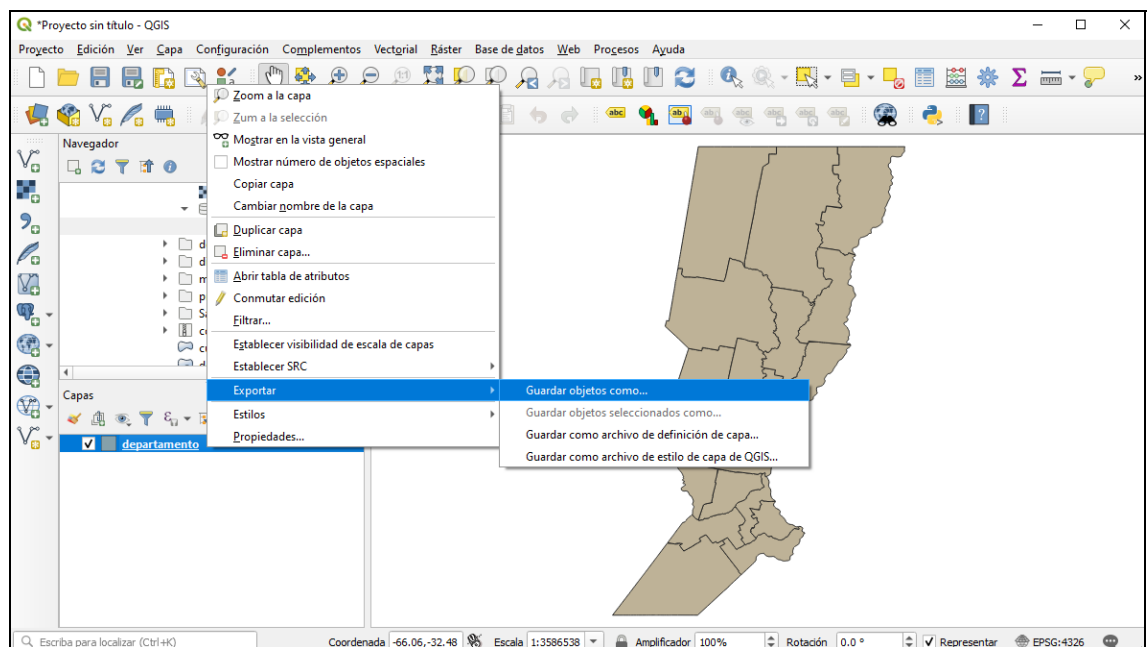 *Proyecto sin título - QGIS
Proyecto Edición Ver Capa Configuración Complementos Vectorial Ráster Base de datos Web Procesos Ayuda
Zoom a la capa
Zum a la selección
Mostrar en la vista general
Mostrar número de objetos espaciales
Copiar capa
Cambiar nombre de la capa
Duplicar capa
Eliminar capa...
Abrir tabla de atributos
Conmutar edición
Filtrar...
Establecer visibilidad de escala de capas
Establecer SRC
Exportar
Estilos
Propiedades...
Guardar objetos como...
Guardar objetos seleccionados como...
Guardar como archivo de definición de capa...
Guardar como archivo de estilo de capa de QGIS...
Navegador
d
d
m
p
Capas
departamento
Escriba para localizar (Ctrl+K)
Coordenada -66.06,-32.48 Escala 1:3586538 Amplificador 100% Rotación 0.0 ° Representar EPSG:4326